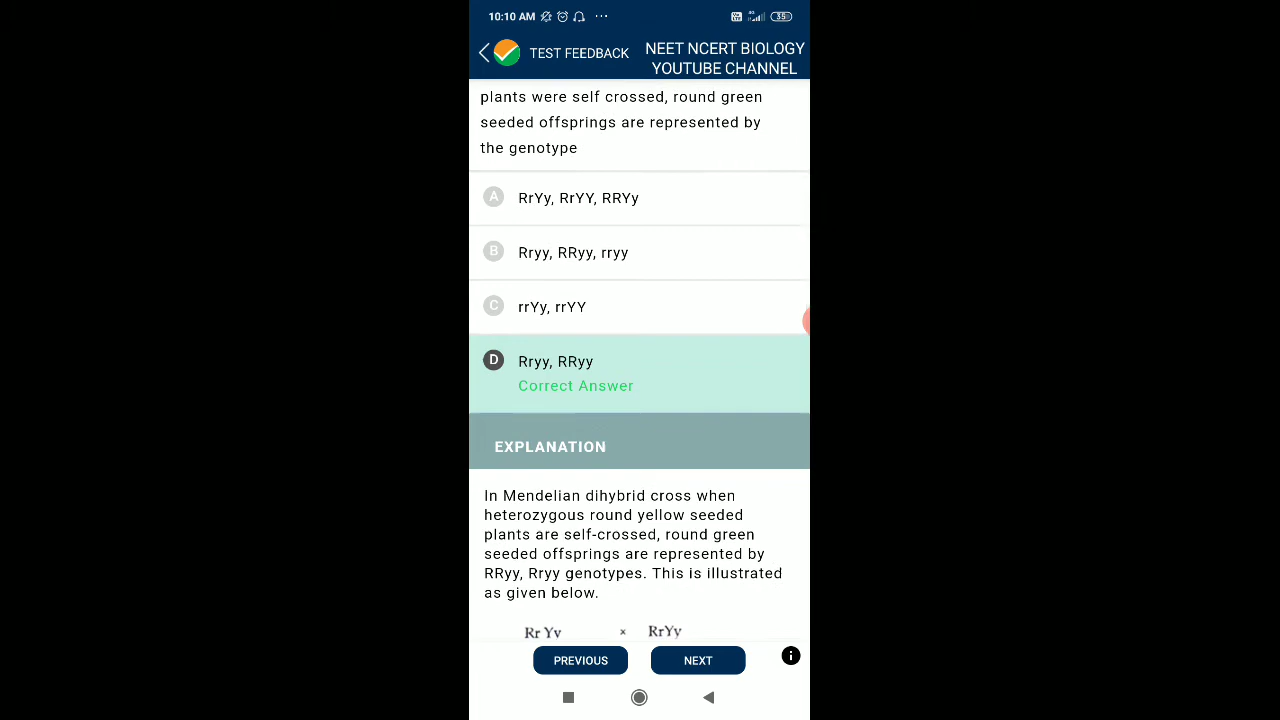 10:10 AM ... 35
TEST FEEDBACK
NEET NCERT BIOLOGY
YOUTUBE CHANNEL
plants were self crossed, round green
seeded offsprings are represented by
the genotype
A RrYy, RrYY, RRYy
B Rryy, RRyy, rryy
C rrYy, rrYY
D Rryy, RRyy
Correct Answer
EXPLANATION
In Mendelian dihybrid cross when
heterozygous round yellow seeded
plants are self-crossed, round green
seeded offsprings are represented by
RRyy, Rryy genotypes. This is illustrated
as given below.
Rr Yy × RrYy
PREVIOUS NEXT